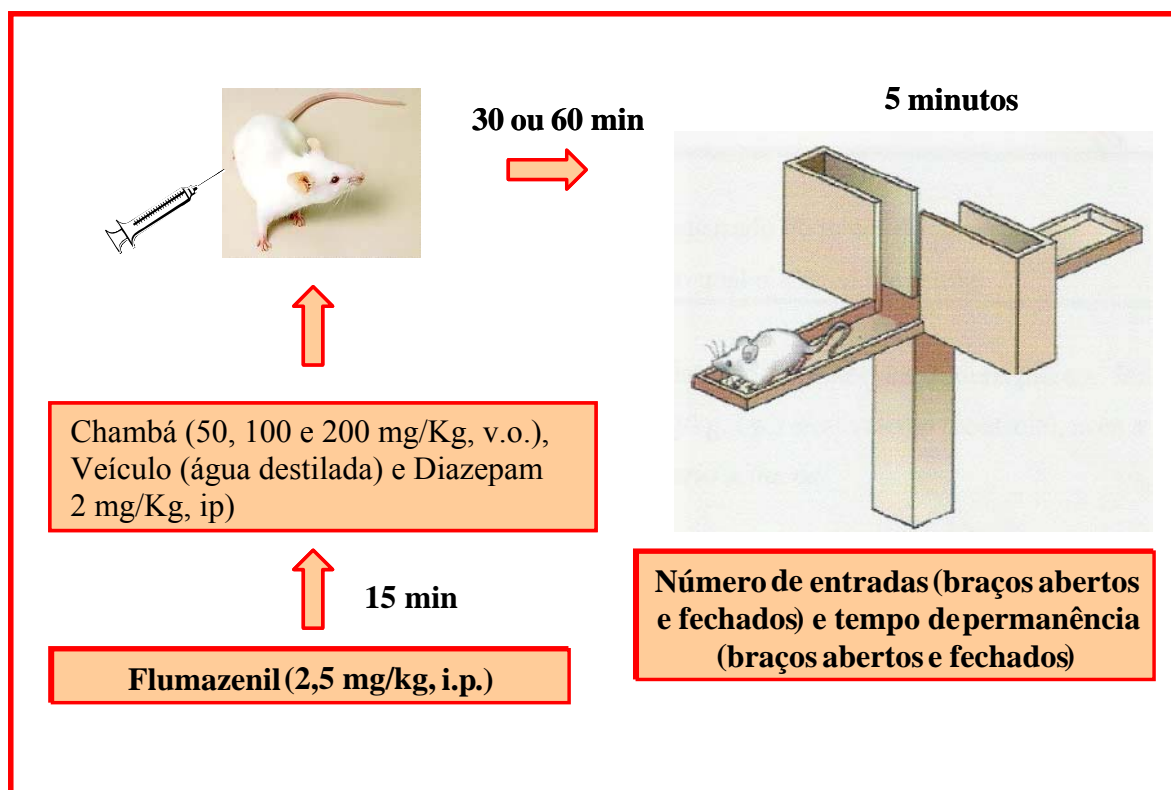 30 ou 60 min
5 minutos
Chambá (50, 100 e 200 mg/Kg, v.o.),
Veículo (água destilada) e Diazepam
2 mg/Kg, ip)
15 min
Flumazenil (2,5 mg/kg, i.p.)
Número de entradas (braços abertos
e fechados) e tempo de permanência
(braços abertos e fechados)